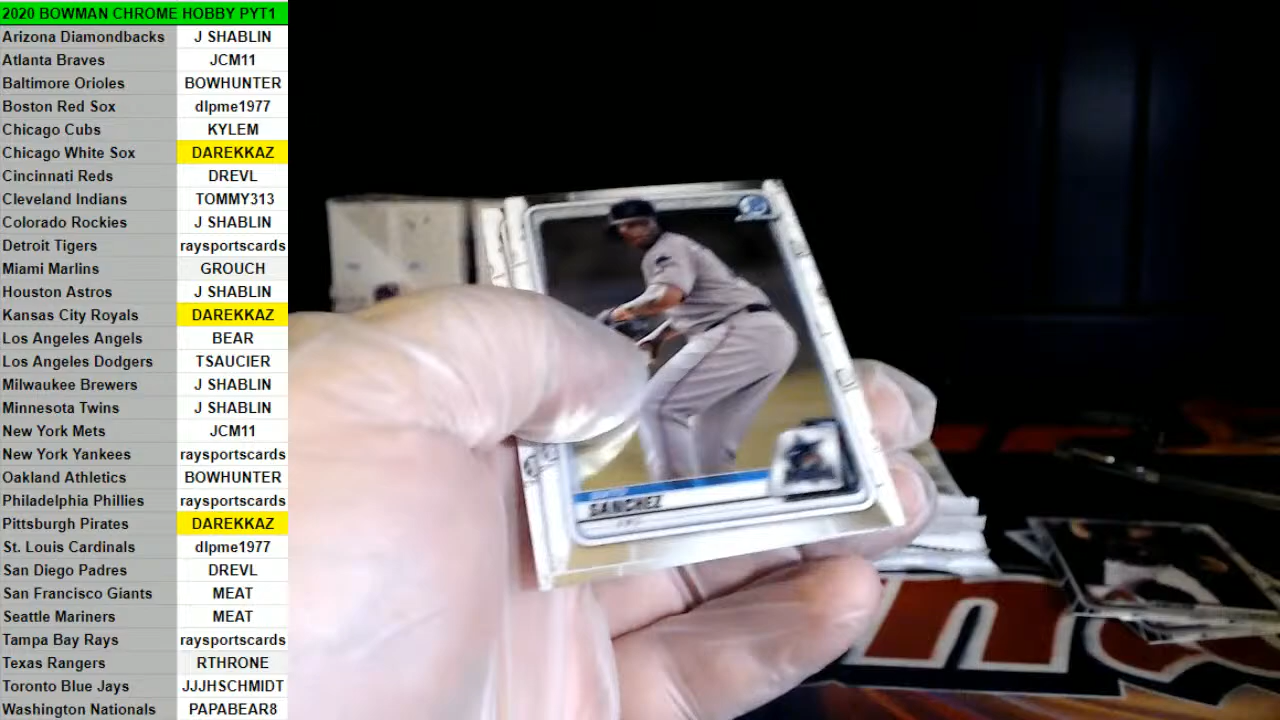 2020 BOWMAN CHROME HOBBY PYT1
Arizona Diamondbacks J SHABLIN
Atlanta Braves JCM11
Baltimore Orioles BOWHUNTER
Boston Red Sox dlpme1977
Chicago Cubs KYLEM
Chicago White Sox DAREKKAZ
Cincinnati Reds DREVL
Cleveland Indians TOMMY313
Colorado Rockies J SHABLIN
Detroit Tigers raysportscards
Miami Marlins GROUCH
Houston Astros J SHABLIN
Kansas City Royals DAREKKAZ
Los Angeles Angels BEAR
Los Angeles Dodgers TSAUCIER
Milwaukee Brewers J SHABLIN
Minnesota Twins J SHABLIN
New York Mets JCM11
New York Yankees raysportscards
Oakland Athletics BOWHUNTER
Philadelphia Phillies raysportscards
Pittsburgh Pirates DAREKKAZ
St. Louis Cardinals dlpme1977
San Diego Padres DREVL
San Francisco Giants MEAT
Seattle Mariners MEAT
Tampa Bay Rays raysportscards
Texas Rangers RTHRONE
Toronto Blue Jays JJJHSCHMIDT
Washington Nationals PAPABEAR8
SANCHEZ